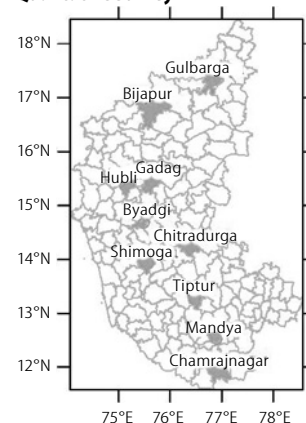 18°N
Gulbarga
17°N
Bijapur
16°N
Gadag
Hubli
15°N
Byadgi
Chitradurga
14°N
Shimoga
Tiptur
13°N
Mandya
12°N
Chamrajnagar
75°E 76°E 77°E 78°E